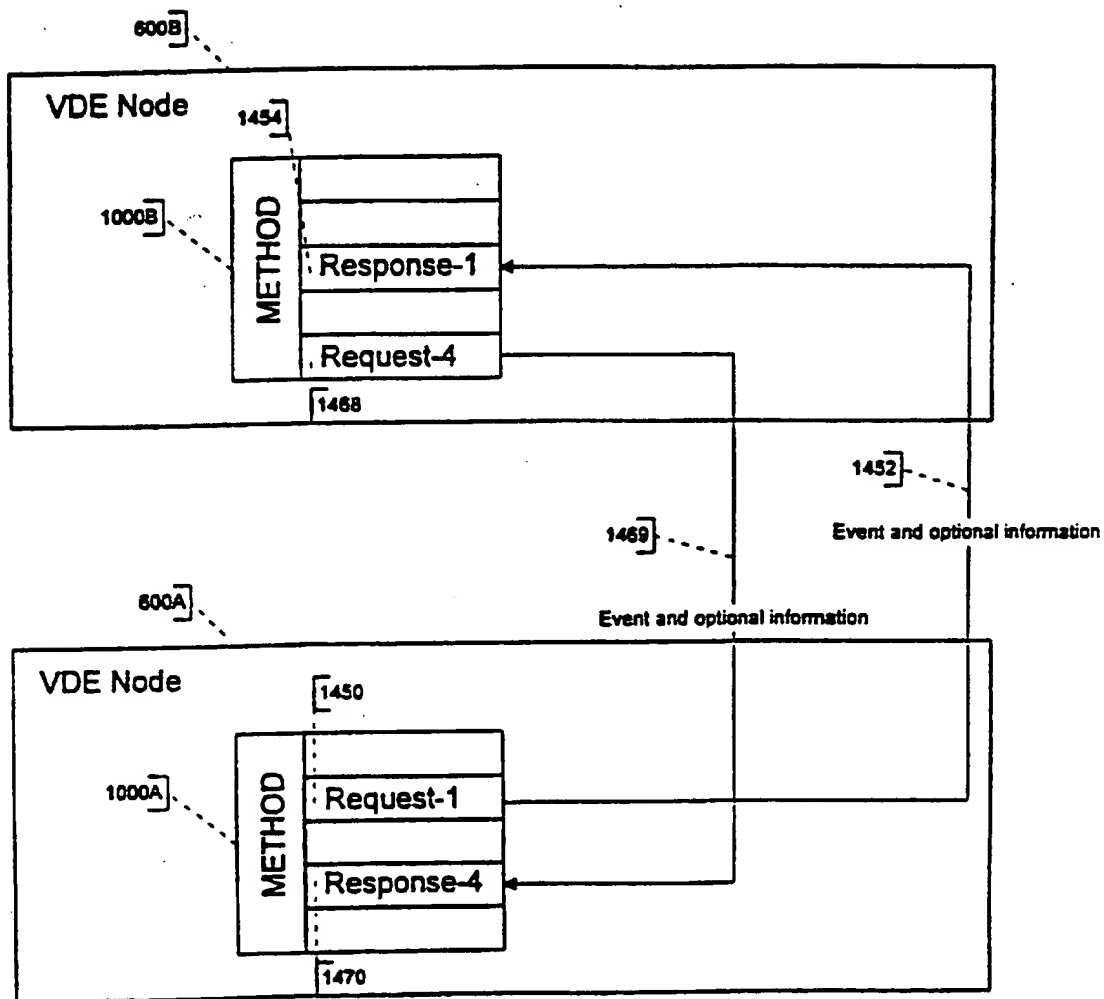 600B
VDE Node
1454
1000B
METHOD
Response-1
Request-4
1468
1452
Event and optional information
1469
Event and optional information
600A
VDE Node
1450
1000A
METHOD
Request-1
Response-4
1470